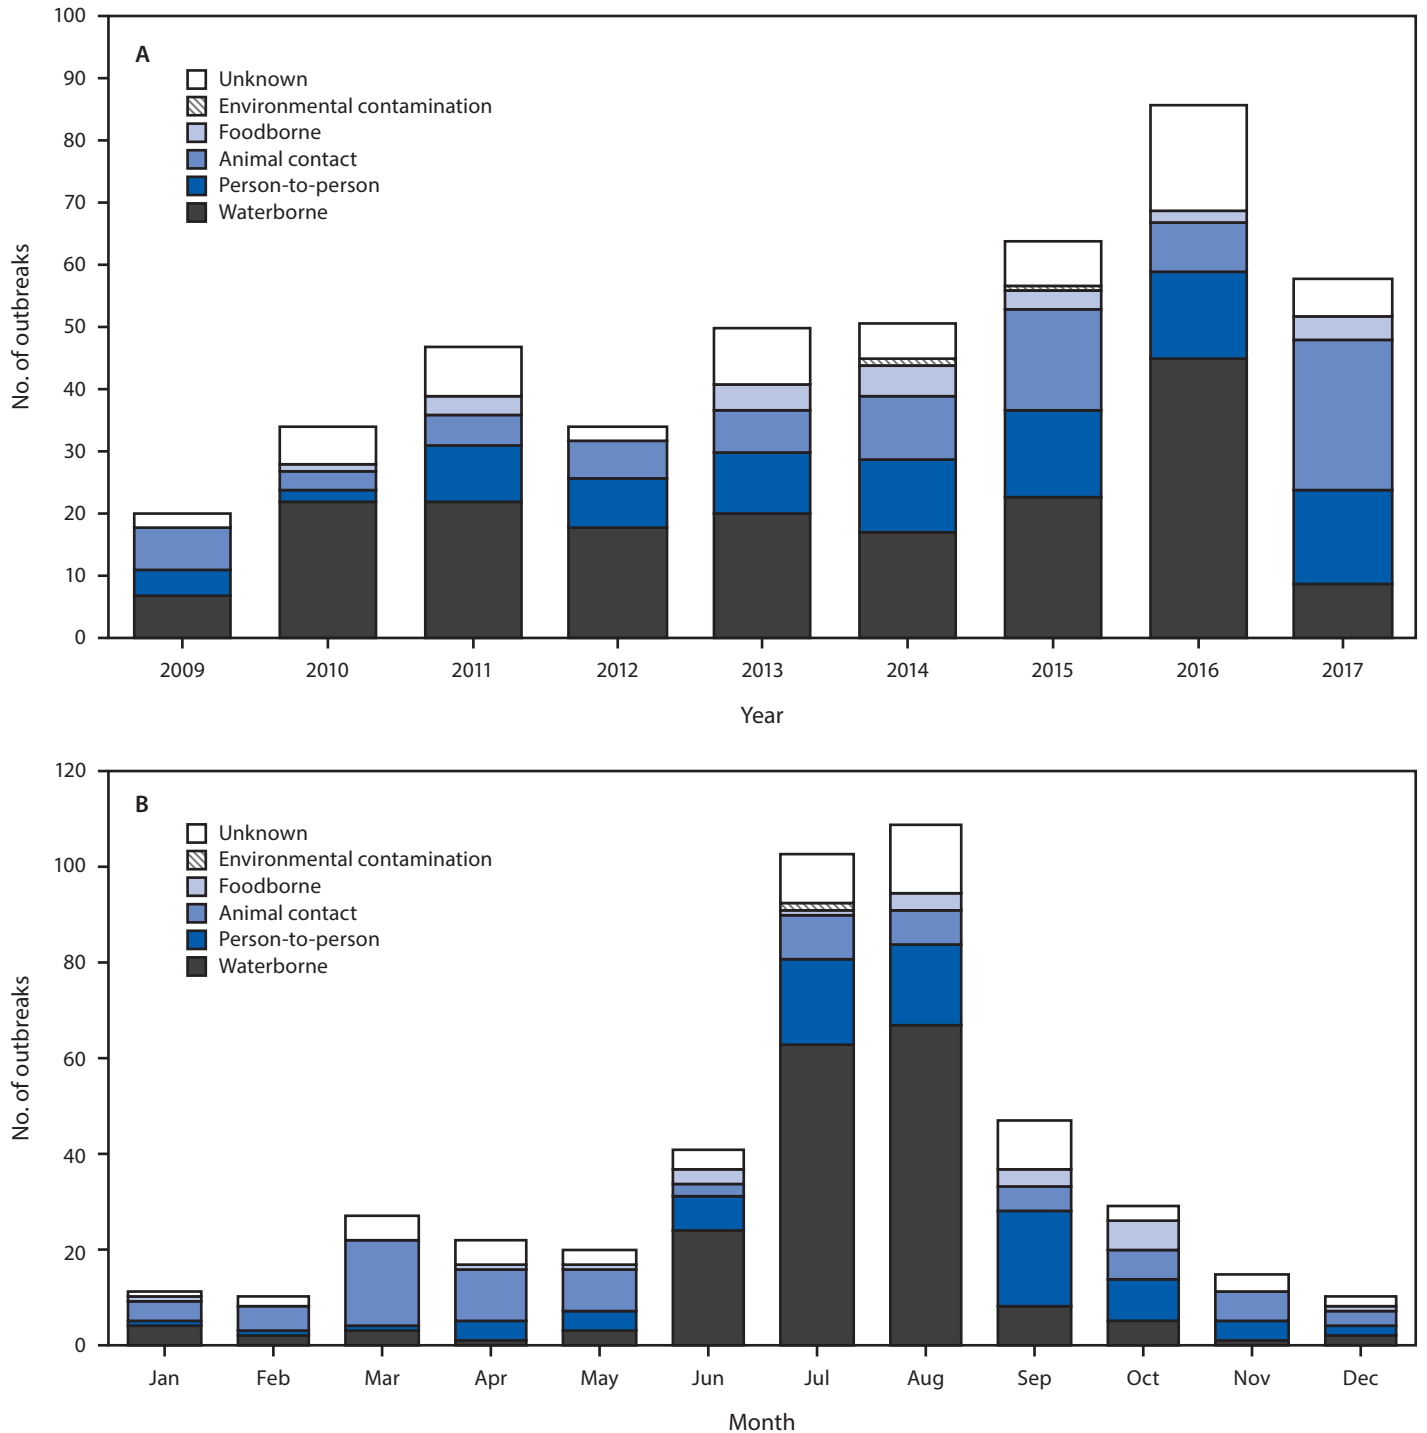 100
90
80
70
60
50
40
30
20
10
0
No. of outbreaks
A
Unknown
Environmental contamination
Foodborne
Animal contact
Person-to-person
Waterborne
2009 2010 2011 2012 2013 2014 2015 2016 2017
Year
120
100
80
60
40
20
0
No. of outbreaks
B
Unknown
Environmental contamination
Foodborne
Animal contact
Person-to-person
Waterborne
Jan Feb Mar Apr May Jun Jul Aug Sep Oct Nov Dec
Month